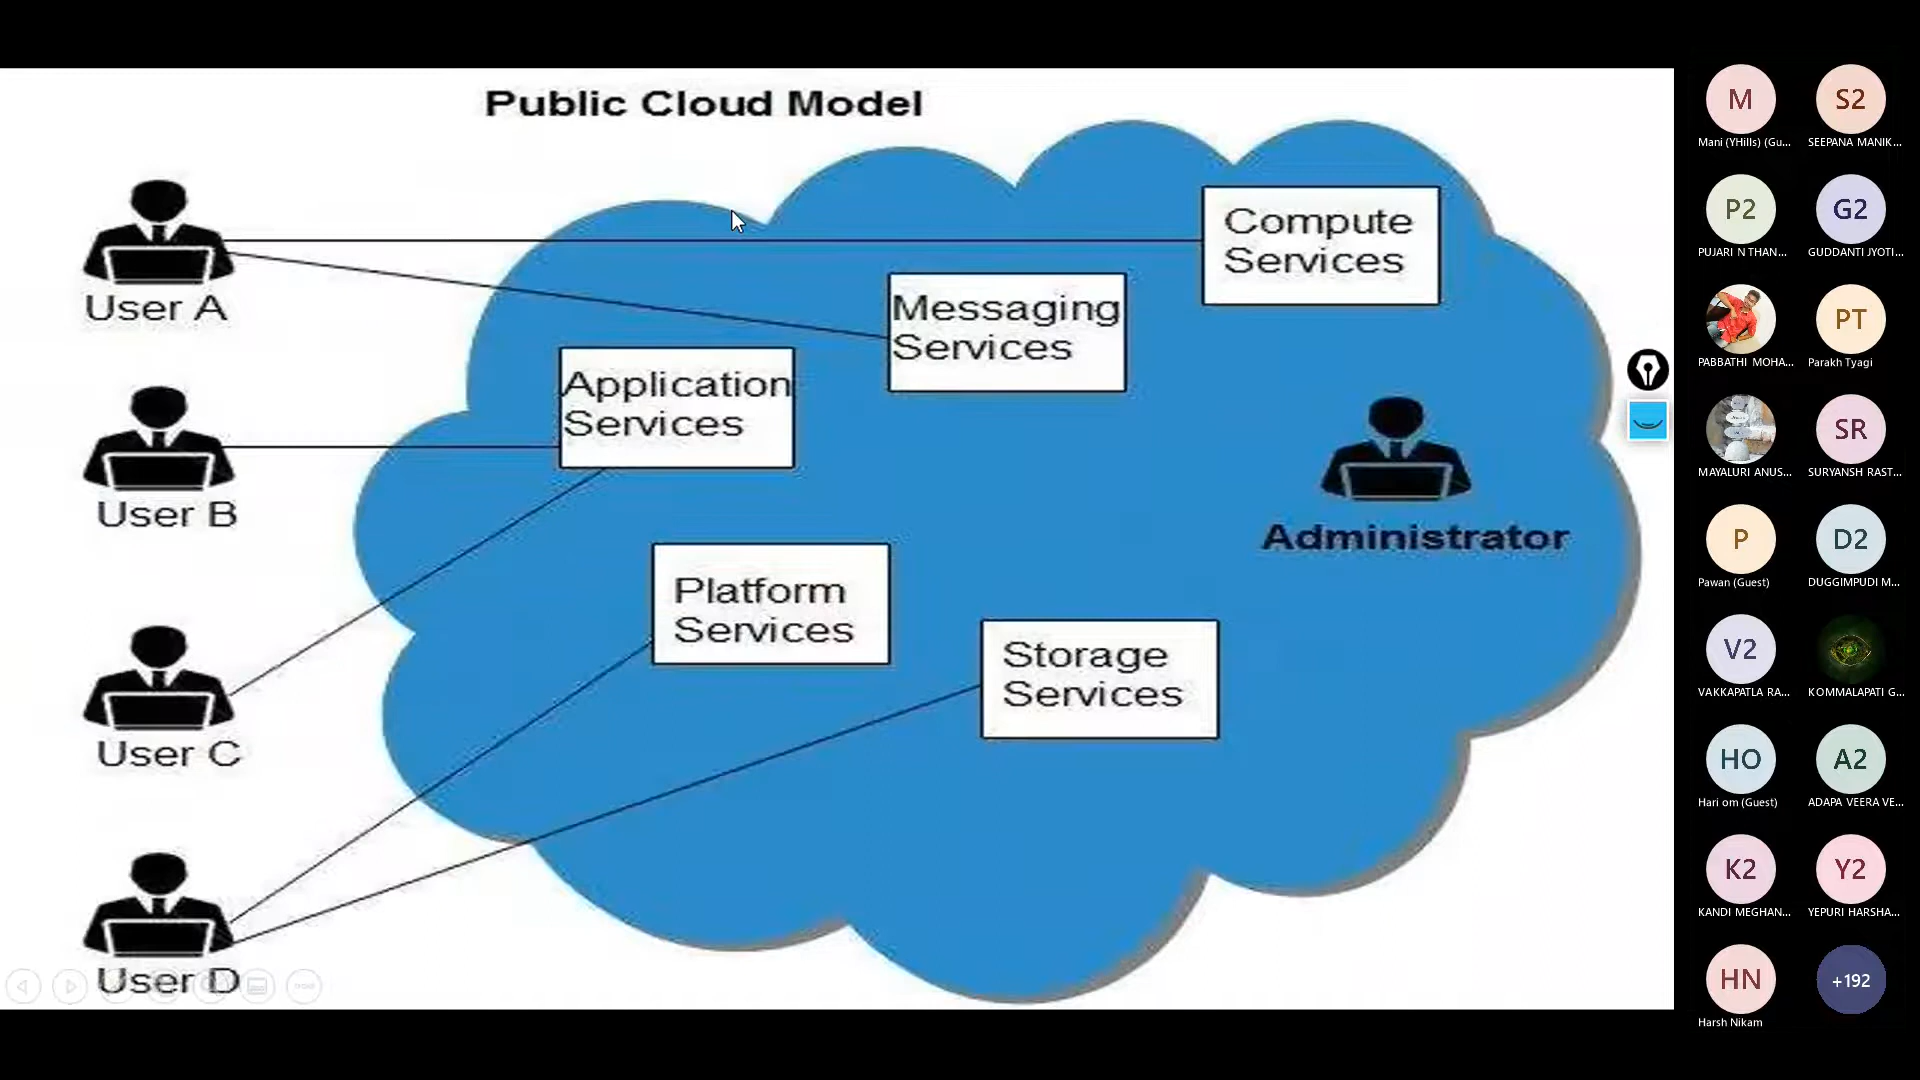 Public Cloud Model
User A
User B
User C
User D
Compute
Services
Messaging
Services
Application
Services
Platform
Services
Storage
Services
Administrator
M
Mani (YHills) (Gu...
S2
SEEPANA MANIK...
P2
PUJARI N THAN...
G2
GUDDANTI JYOTI...
PABBATHI MOHA...
PT
Parakh Tyagi
MAYALURI ANUS...
SR
SURYANSH RAST...
P
Pawan (Guest)
D2
DUGGIMPUDI M...
V2
VAKKAPATLA RA...
KOMMALAPATI G...
HO
Hari om (Guest)
A2
ADAPA VEERA VE...
K2
KANDI MEGHAN...
Y2
YEPURI HARSHA...
HN
Harsh Nikam
+192